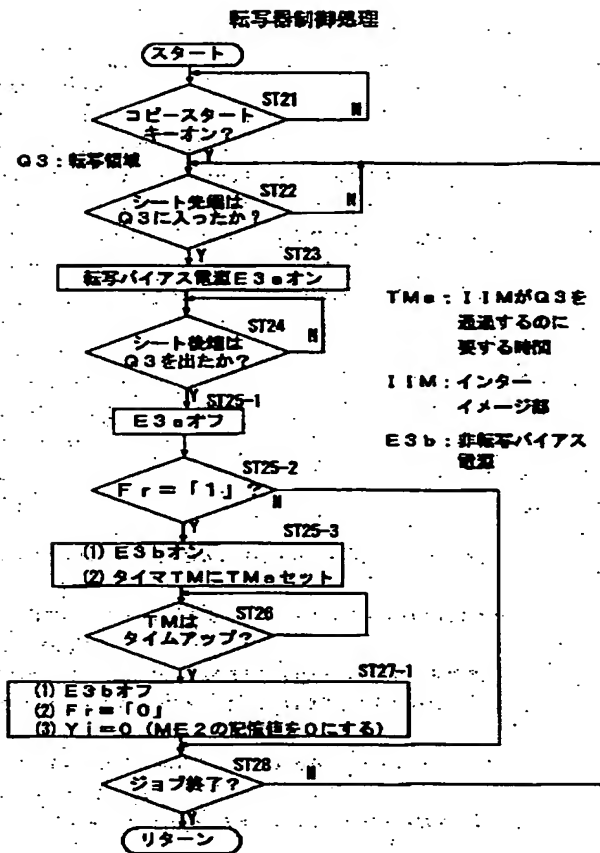 転写器制御処理
スタート
ST21
コピースタート
キーオン?
N
Y
Q3:転写領域
ST22
シート先端は
Q3に入ったか?
N
Y
ST23
転写バイアス電源E3aオン
ST24
シート後端は
Q3を出たか?
N
Y
TMa:IIMがQ3を
通過するのに
要する時間
IIM:インター
イメージ部
E3b:非転写バイアス
電源
ST25-1
E3aオフ
ST25-2
Fr=「1」?
N
Y
ST25-3
(1) E3bオン
(2) タイマTMにTMaセット
ST26
TMは
タイムアップ?
Y
ST27-1
(1) E3bオフ
(2) Fr=「0」
(3) Yi=0 (ME2の記憶値を0にする)
ST28
ジョブ終了?
N
Y
リターン